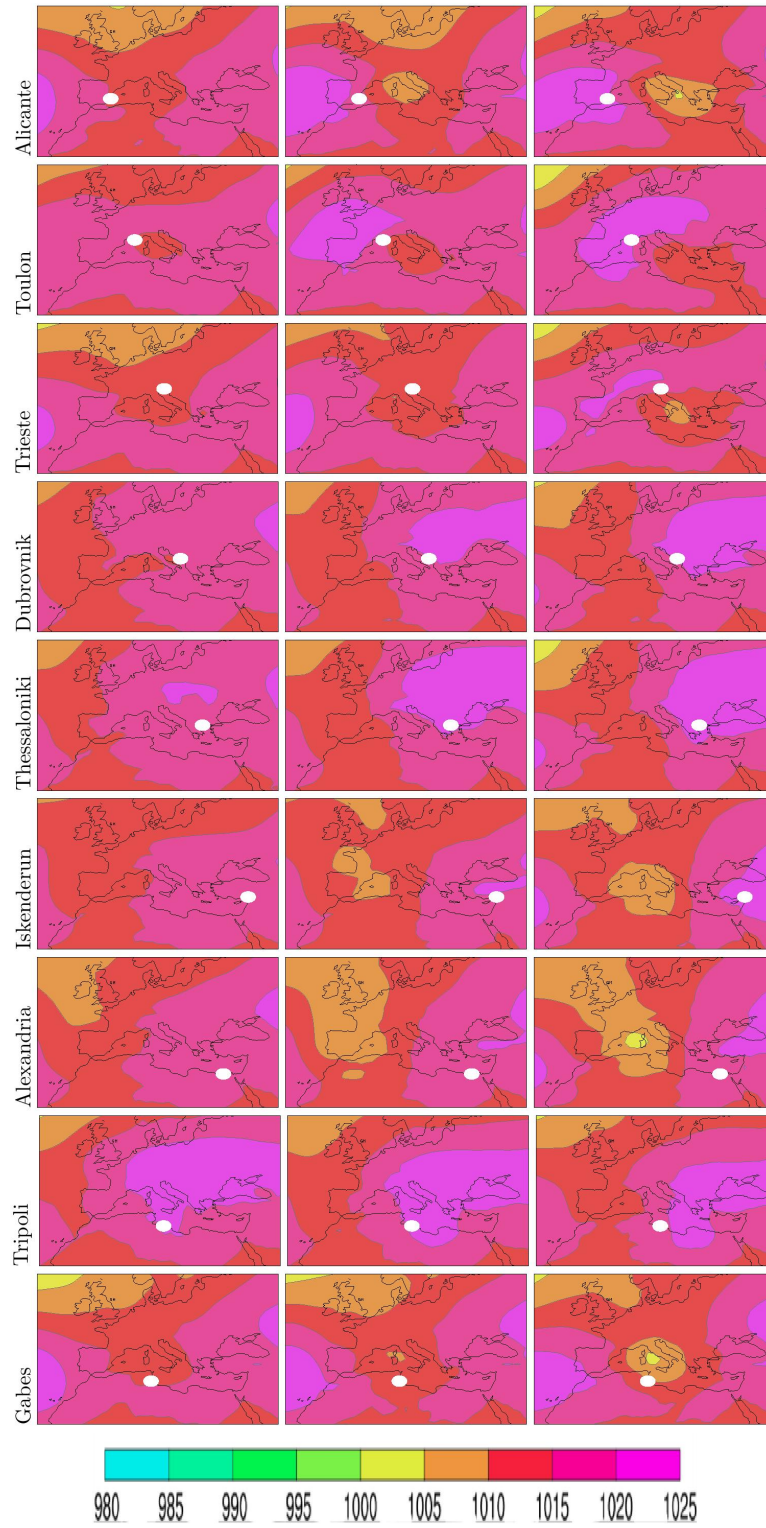 Alicante
Toulon
Trieste
Dubrovnik
Thessaloniki
Iskenderun
Alexandria
Tripoli
Gabes
980 985 990 995 1000 1005 1010 1015 1020 1025